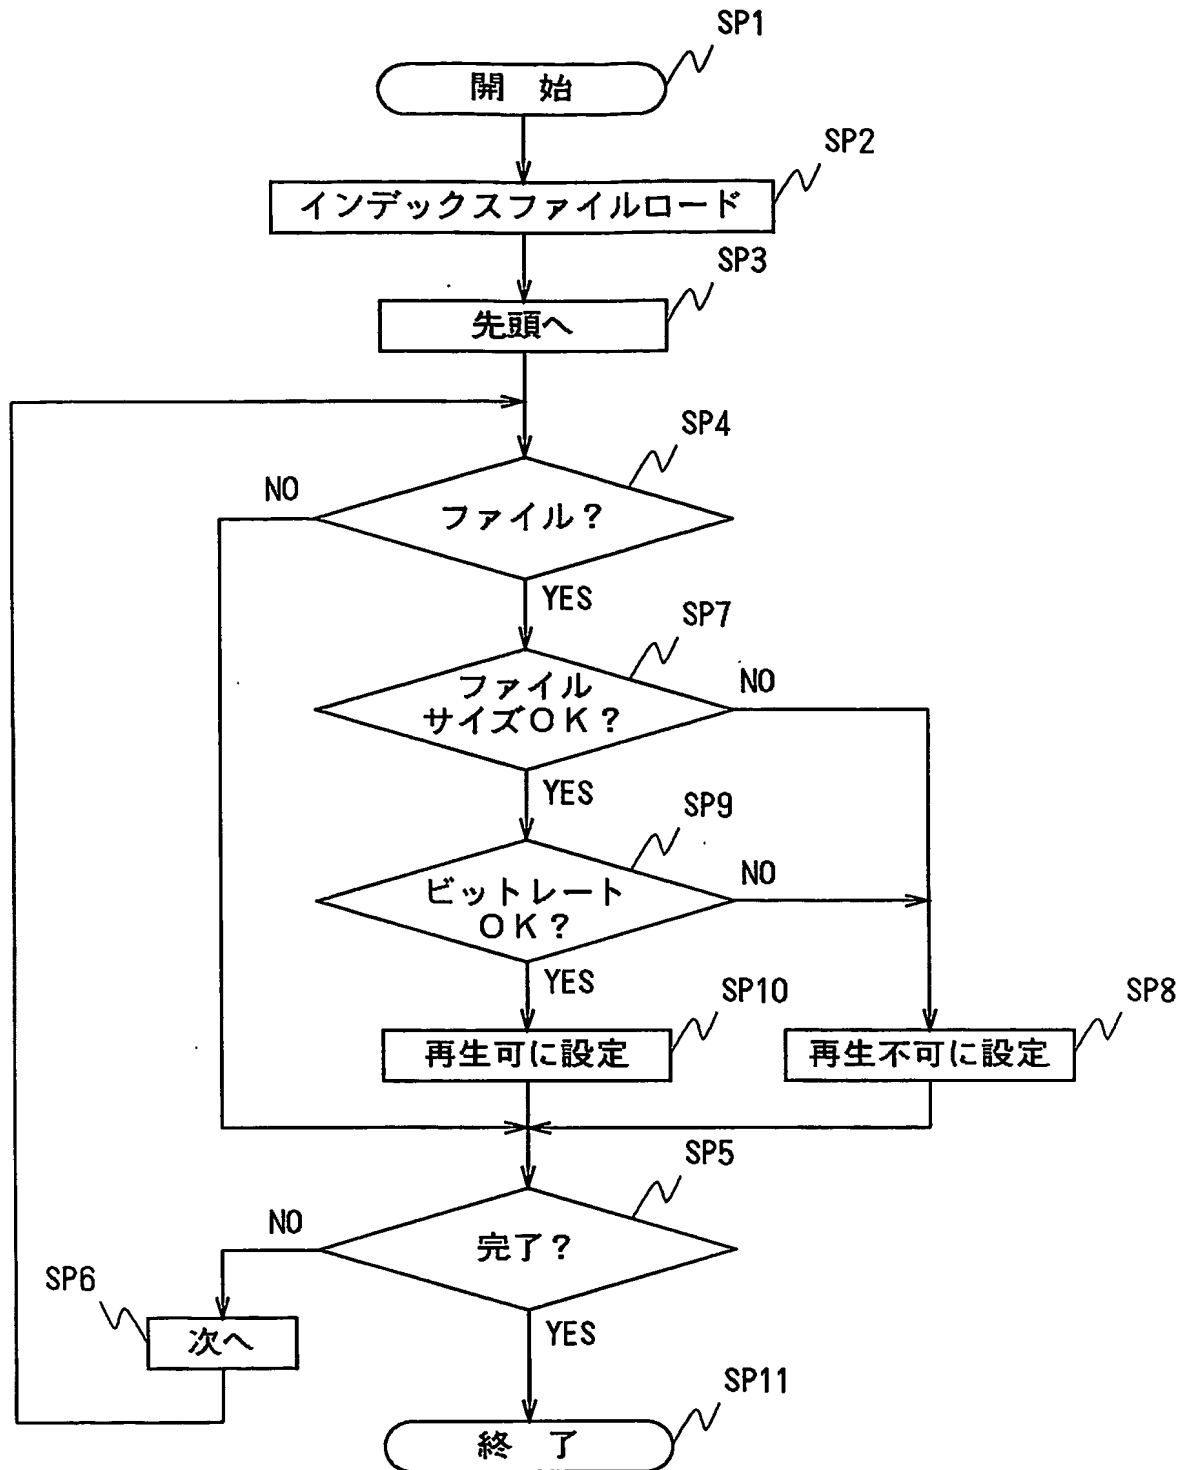 SP1
開 始
SP2
インデックスファイルロード
SP3
先頭へ
SP4
NO
ファイル?
YES
SP7
ファイル
サイズOK?
NO
YES
SP9
ビットレート
OK?
NO
YES
SP10
再生可に設定
SP8
再生不可に設定
SP5
NO
完了?
SP6
次へ
YES
SP11
終 了